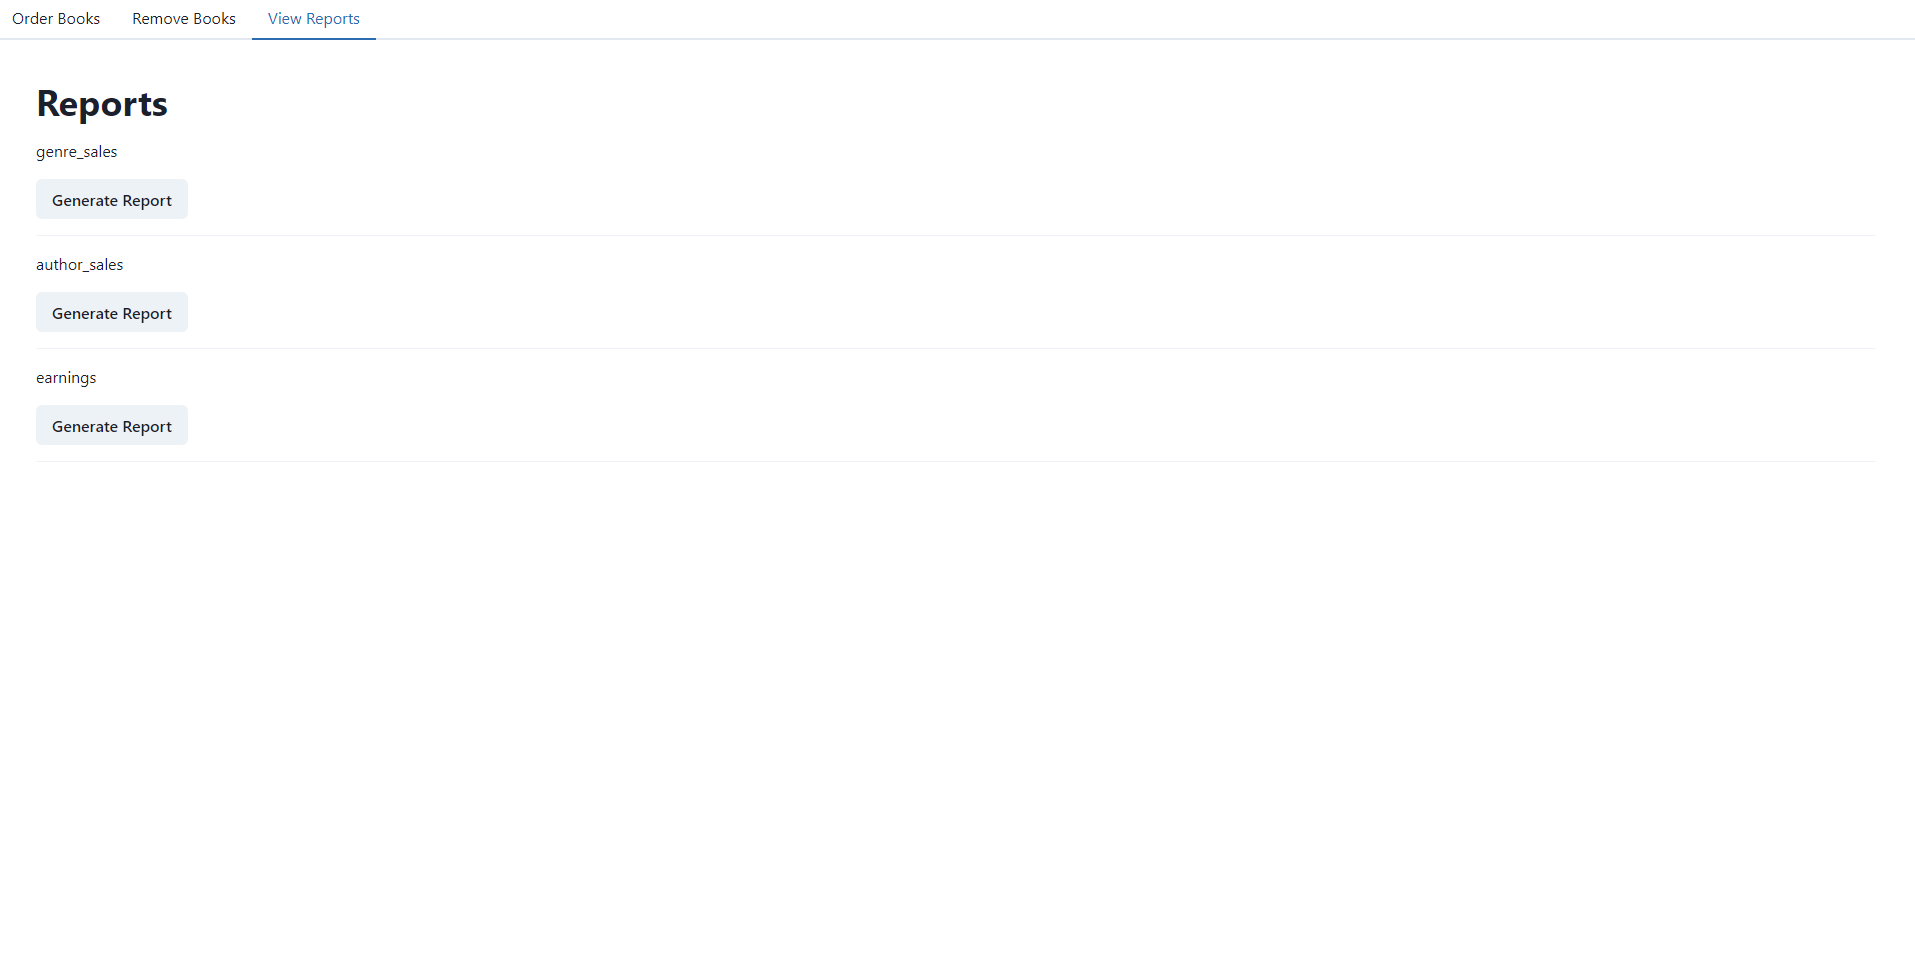 Order Books Remove Books View Reports
Reports
genre_sales
Generate Report
author_sales
Generate Report
earnings
Generate Report